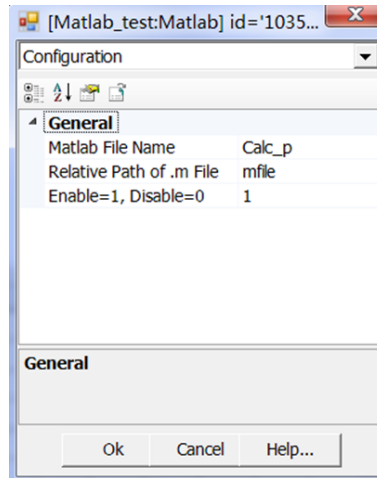 [Matlab_test:Matlab] id='1035...
Configuration
General
Matlab File Name Calc_p
Relative Path of .m File mfile
Enable=1, Disable=0 1
General
Ok Cancel Help...